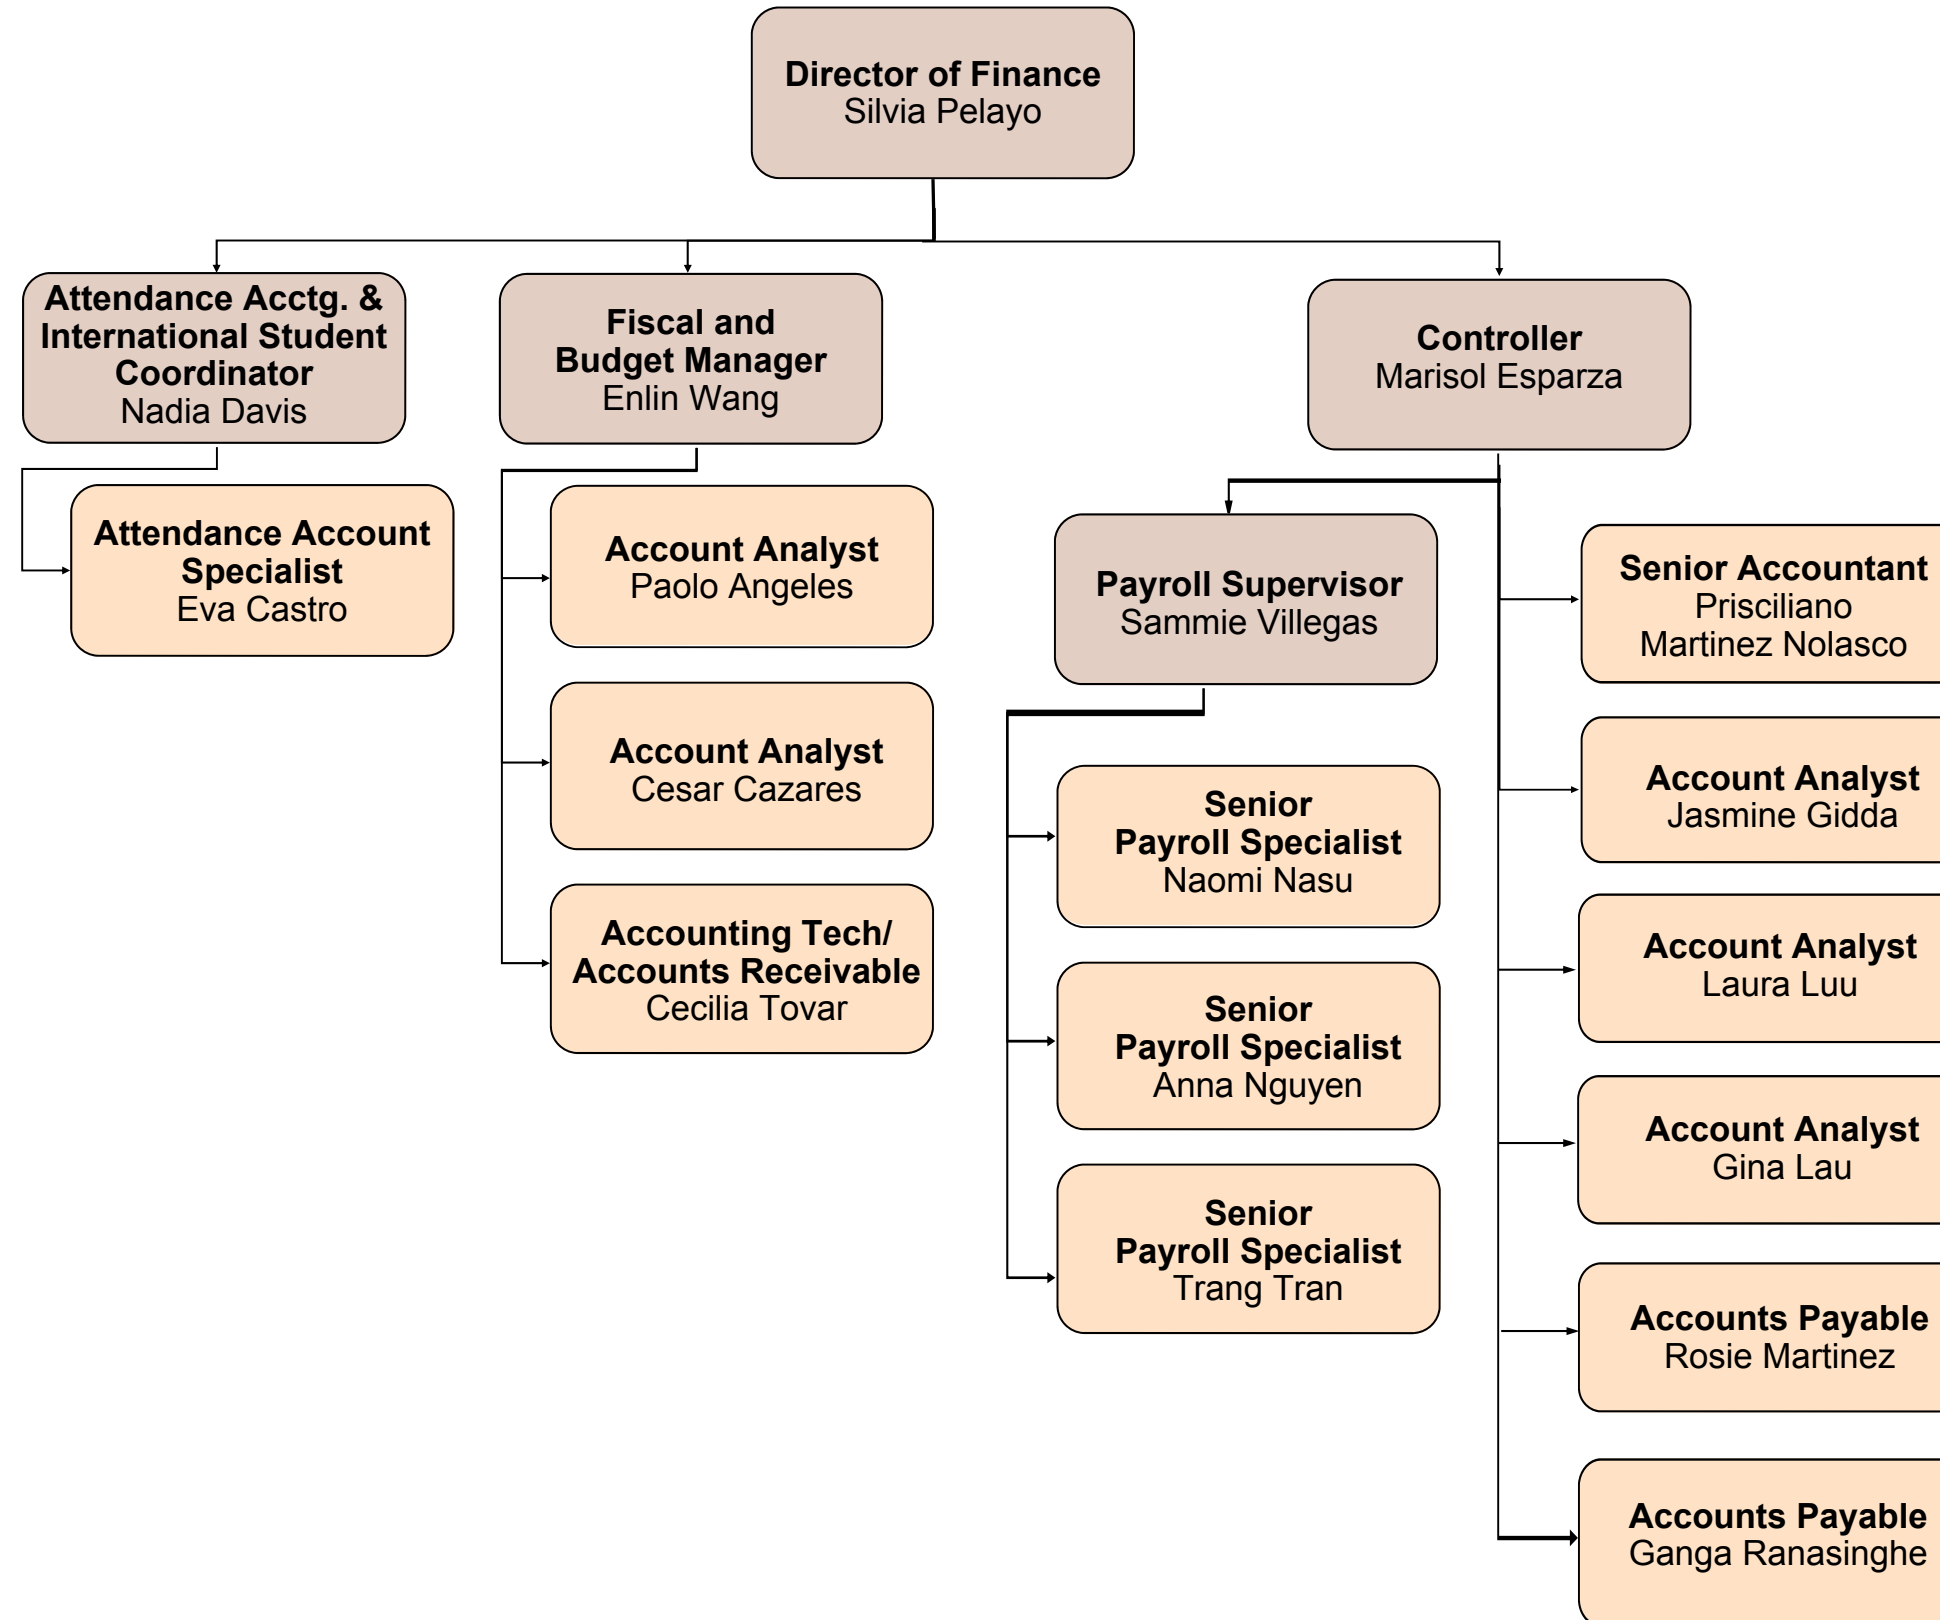 Director of Finance
Silvia Pelayo
Attendance Acctg. &
International Student
Coordinator
Nadia Davis
Fiscal and
Budget Manager
Enlin Wang
Controller
Marisol Esparza
Attendance Account
Specialist
Eva Castro
Account Analyst
Paolo Angeles
Account Analyst
Cesar Cazares
Accounting Tech/
Accounts Receivable
Cecilia Tovar
Payroll Supervisor
Sammie Villegas
Senior
Payroll Specialist
Naomi Nasu
Senior
Payroll Specialist
Anna Nguyen
Senior
Payroll Specialist
Trang Tran
Senior Accountant
Prisciliano
Martinez Nolasco
Account Analyst
Jasmine Gidda
Account Analyst
Laura Luu
Account Analyst
Gina Lau
Accounts Payable
Rosie Martinez
Accounts Payable
Ganga Ranasinghe